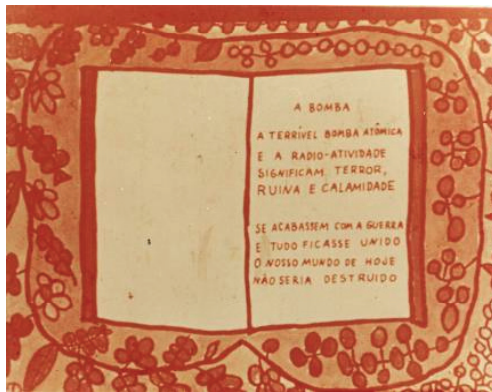 A BOMBA
A TERRÍVEL BOMBA ATÔMICA
E A RADIO-ATIVIDADE
SIGNIFICAM TERROR,
RUINA E CALAMIDADE
SE ACABASSEM COM A GUERRA
E TUDO FICASSE UNIDO
O NOSSO MUNDO DE HOJE
NÃO SERIA DESTRUIDO